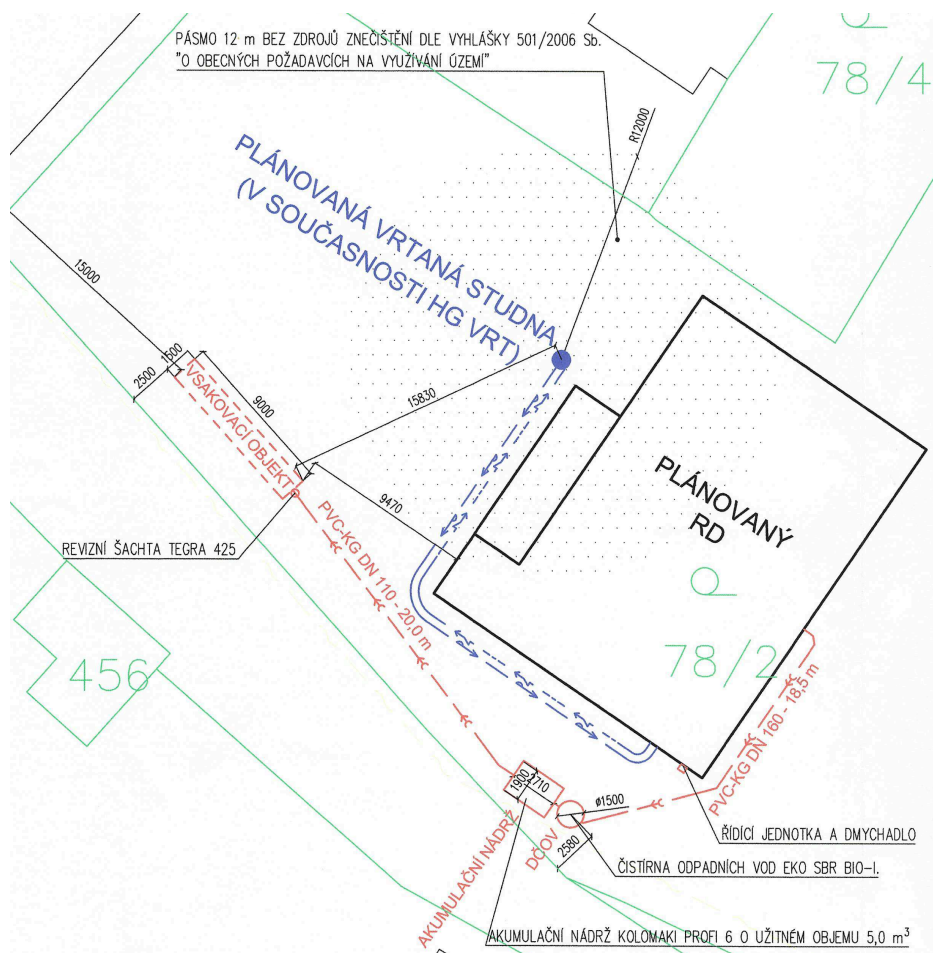 PÁSMO 12 m BEZ ZDROJŮ ZNEČIŠTĚNÍ DLE VYHLÁŠKY 501/2006 Sb.
"O OBECNÝCH POŽADAVCÍCH NA VYUŽÍVÁNÍ ÚZEMÍ"
78/4
R12000
PLÁNOVANÁ VRTANÁ STUDNA
(V SOUČASNOSTI HG VRT)
15000
1500
2500
9000
VSAKOVACÍ OBJEKT
15830
9470
REVIZNÍ ŠACHTA TEGRA 425
PVC-KG DN 110 - 20,0 m
PLÁNOVANÝ
RD
78/2
456
PVC-KG DN 160 - 18,5 m
1900
2710
ø1500
2580
DČOV
AKUMULAČNÍ NÁDRŽ
ŘÍDÍCÍ JEDNOTKA A DMYCHADLO
ČISTÍRNA ODPADNÍCH VOD EKO SBR BIO-I.
AKUMULAČNÍ NÁDRŽ KOLOMAKI PROFI 6 O UŽITNÉM OBJEMU 5,0 m³